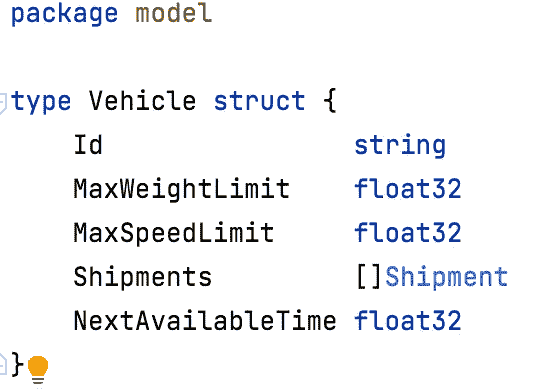 package model
type Vehicle struct {
Id string
MaxWeightLimit float32
MaxSpeedLimit float32
Shipments []Shipment
NextAvailableTime float32
}